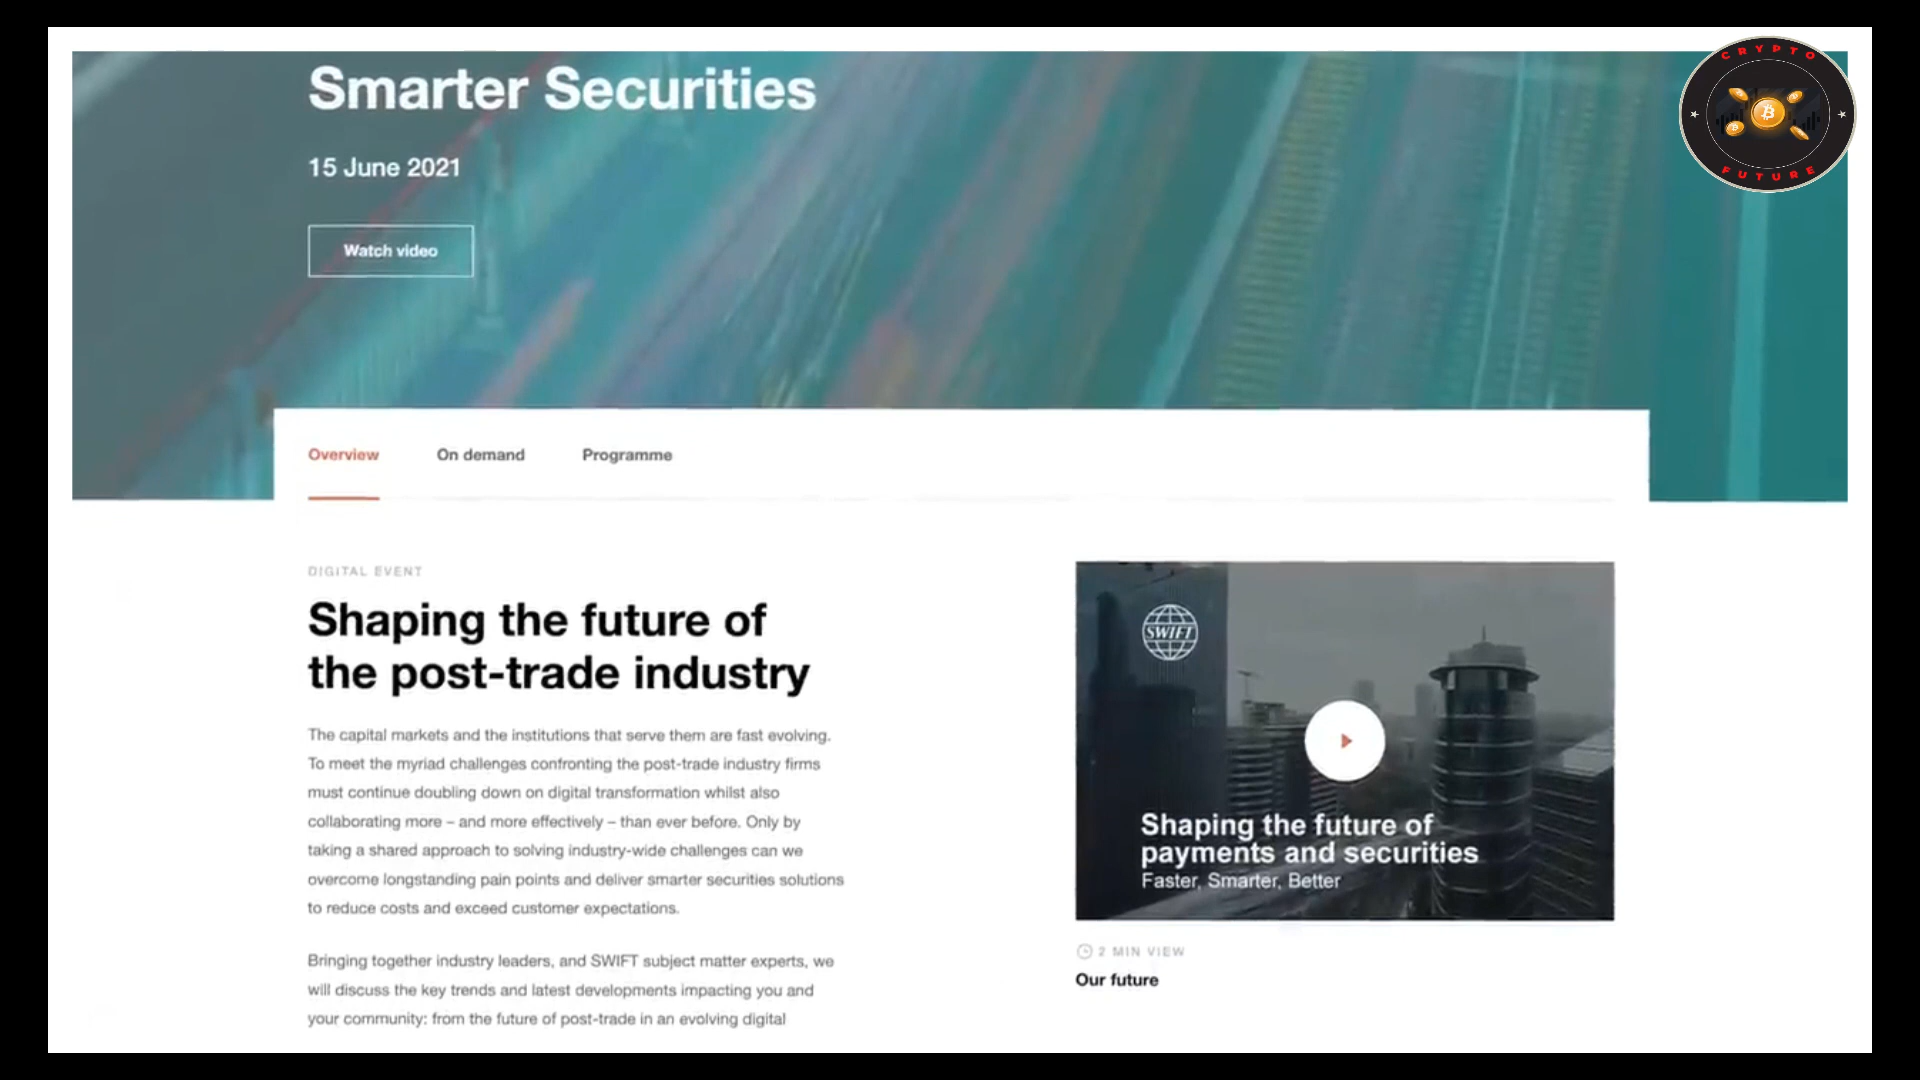 Smarter Securities
15 June 2021
Watch video
CRYPTO
FUTURE
Overview
On demand
Programme
DIGITAL EVENT
Shaping the future of
the post-trade industry
The capital markets and the institutions that serve them are fast evolving.
To meet the myriad challenges confronting the post-trade industry firms
must continue doubling down on digital transformation whilst also
collaborating more – and more effectively – than ever before. Only by
taking a shared approach to solving industry-wide challenges can we
overcome longstanding pain points and deliver smarter securities solutions
to reduce costs and exceed customer expectations.
Bringing together industry leaders, and SWIFT subject matter experts, we
will discuss the key trends and latest developments impacting you and
your community: from the future of post-trade in an evolving digital
SWIFT
Shaping the future of
payments and securities
Faster, Smarter, Better
2 MIN VIEW
Our future